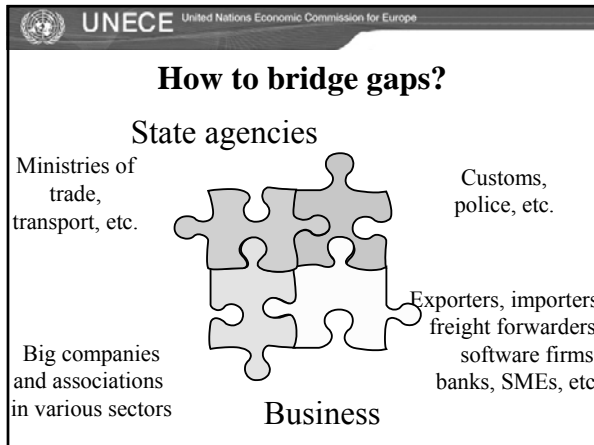 UNECE United Nations Economic Commission for Europe
How to bridge gaps?
State agencies
Ministries of
trade,
transport, etc.
Customs,
police, etc.
Exporters, importers
freight forwarders
software firms
banks, SMEs, etc
Big companies
and associations
in various sectors
Business